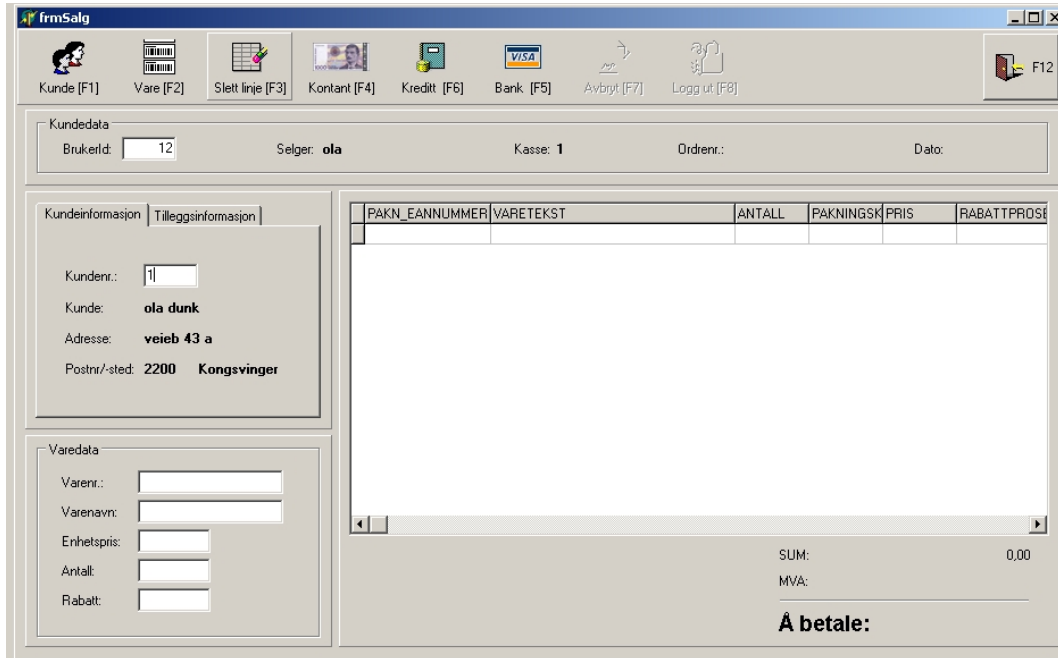 frmSalg
Kunde [F1] Vare [F2] Slett linje [F3] Kontant [F4] Kreditt [F6] VISA Bank [F5] Avbryt [F7] Logg ut [F8] F12
Kundedata
BrukerId: 12 Selger: ola Kasse: 1 Ordrenr.: Dato:
Kundeinformasjon Tilleggsinformasjon
Kundenr.: 1
Kunde: ola dunk
Adresse: veieb 43 a
Postnr/-sted: 2200 Kongsvinger
PAKN_EANNUMMER VARETEKST ANTALL PAKNINGSK PRIS RABATTPROSE
Varedata
Varenr.:
Varenavn:
Enhetspris:
Antall:
Rabatt:
SUM: 0,00
MVA:
Å betale: